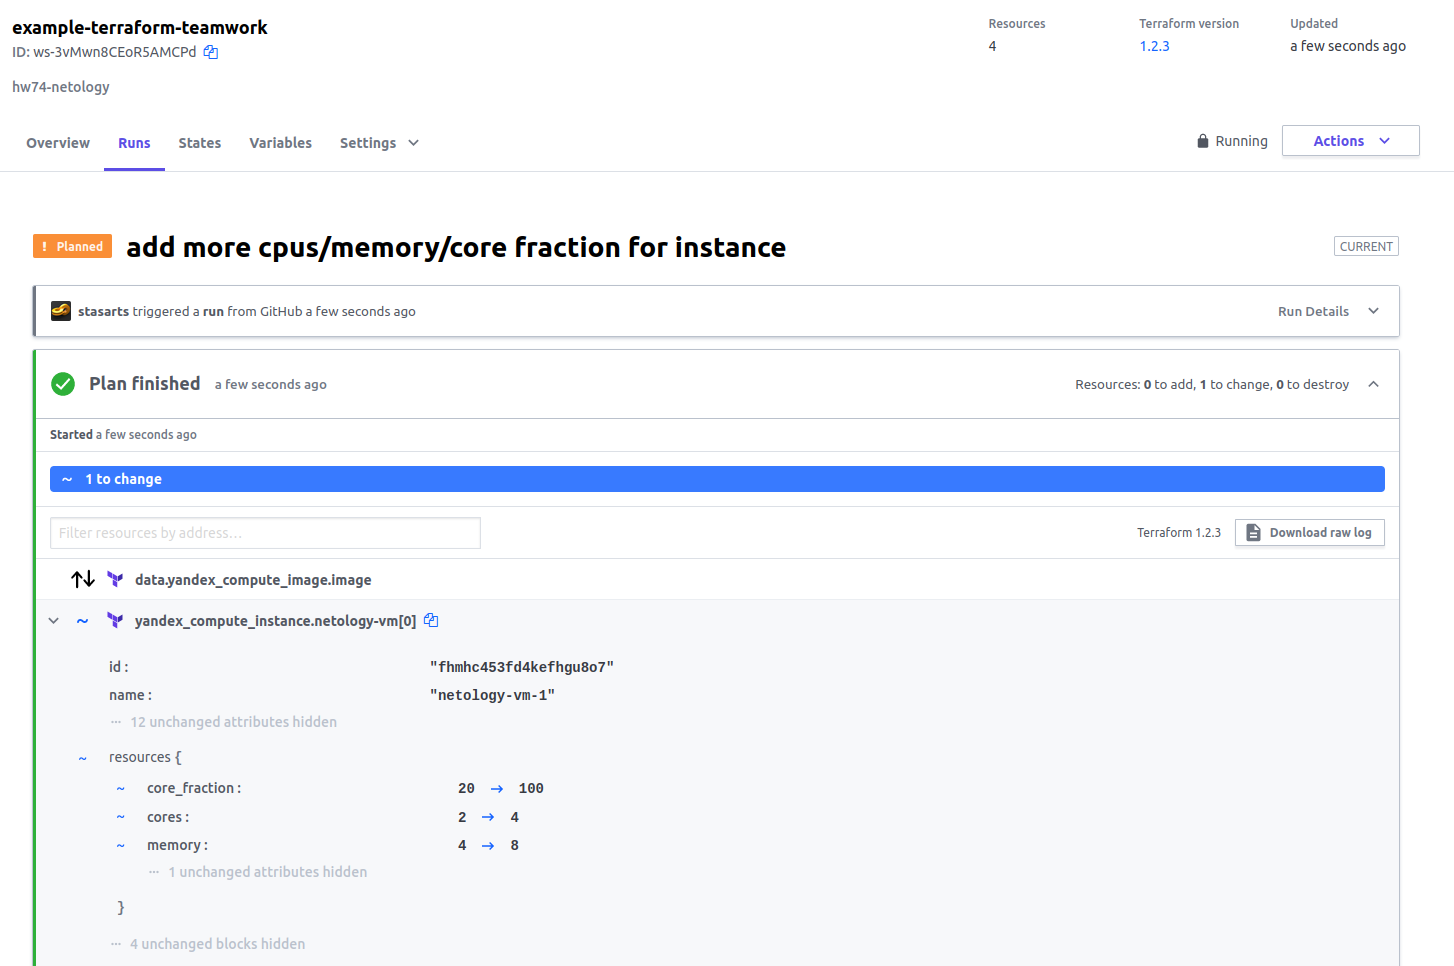 example-terraform-teamwork
ID: ws-3vMwn8CEoR5AMCPd
hw74-netology
Resources
4
Terraform version
1.2.3
Updated
a few seconds ago
Overview Runs States Variables Settings
Running Actions
! Planned add more cpus/memory/core fraction for instance CURRENT
stasarts triggered a run from GitHub a few seconds ago Run Details
Plan finished a few seconds ago Resources: 0 to add, 1 to change, 0 to destroy
Started a few seconds ago
~ 1 to change
Filter resources by address... Terraform 1.2.3 Download raw log
data.yandex_compute_image.image
~ yandex_compute_instance.netology-vm[0]
id : "fhmhc453fd4kefhgu8o7"
name : "netology-vm-1"
··· 12 unchanged attributes hidden
~ resources {
~ core_fraction : 20 → 100
~ cores : 2 → 4
~ memory : 4 → 8
··· 1 unchanged attributes hidden
}
··· 4 unchanged blocks hidden